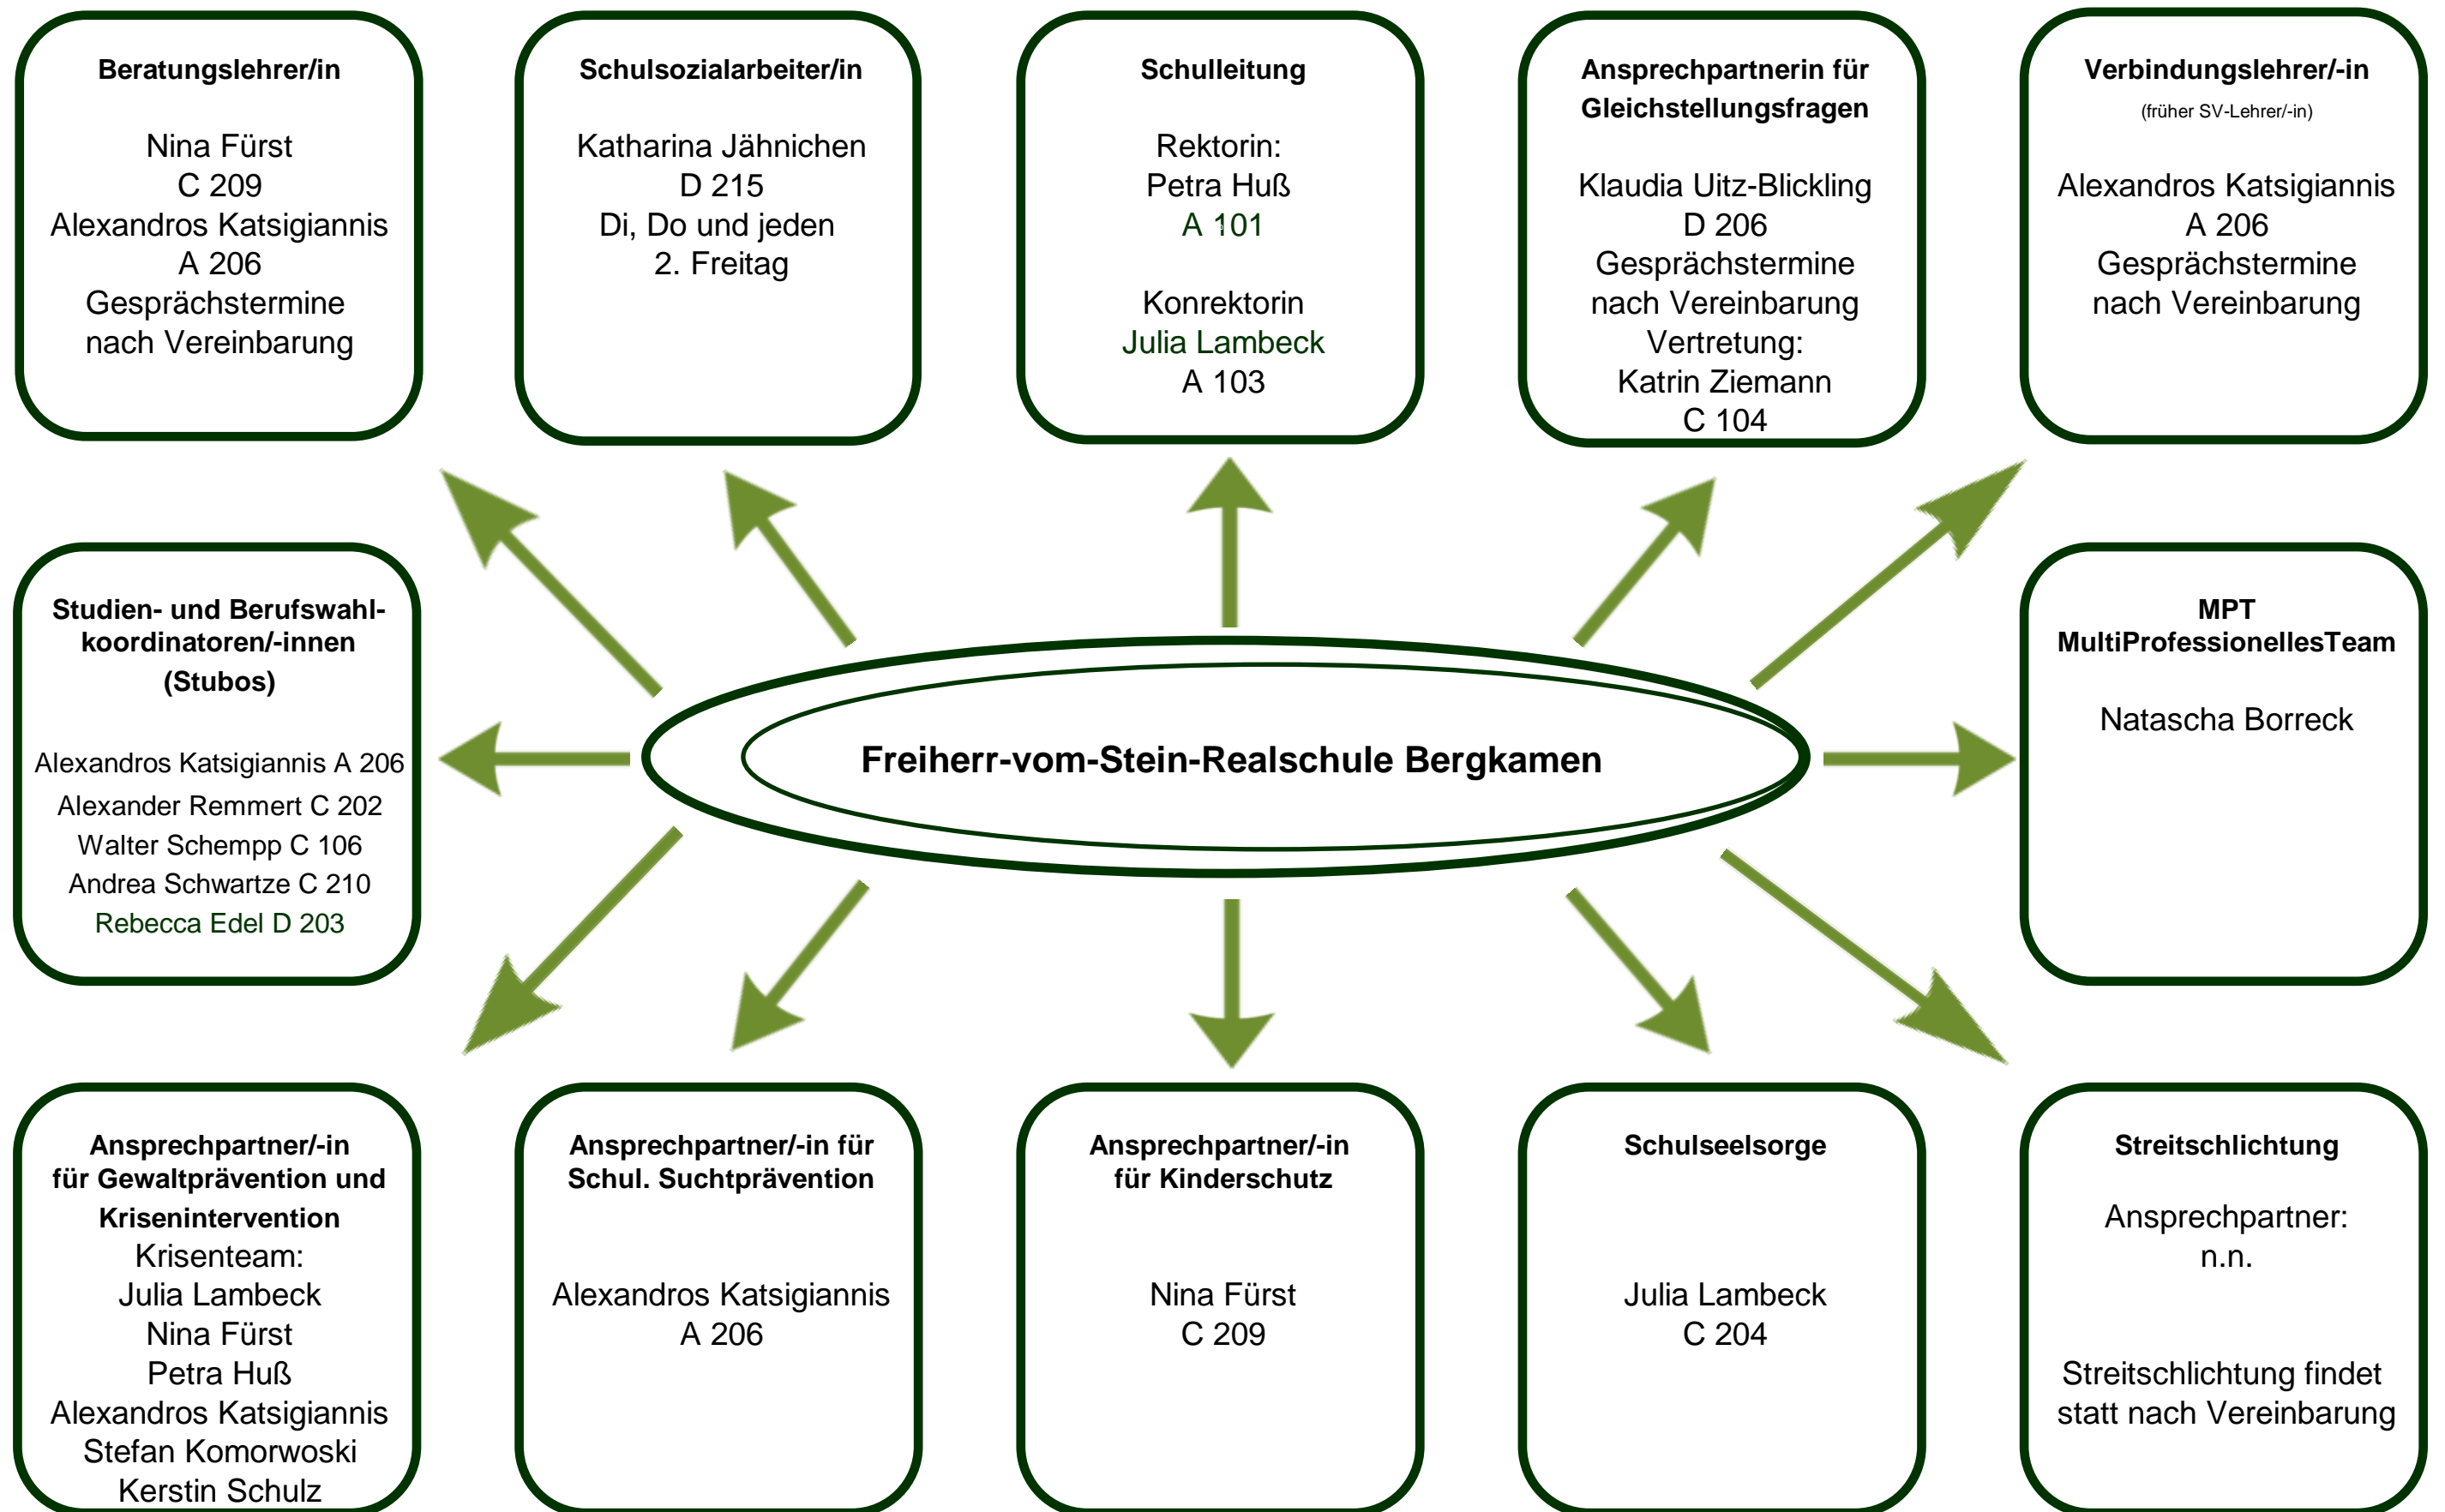 Beratungslehrer/in
Nina Fürst
C 209
Alexandros Katsigiannis
A 206
Gesprächstermine
nach Vereinbarung
Schulsozialarbeiter/in
Katharina Jähnichen
D 215
Di, Do und jeden
2. Freitag
Schulleitung
Rektorin:
Petra Huß
A 101
Konrektorin
Julia Lambeck
A 103
Ansprechpartnerin für
Gleichstellungsfragen
Klaudia Uitz-Blickling
D 206
Gesprächstermine
nach Vereinbarung
Vertretung:
Katrin Ziemann
C 104
Verbindungslehrer/-in
(früher SV-Lehrer/-in)
Alexandros Katsigiannis
A 206
Gesprächstermine
nach Vereinbarung
Studien- und Berufswahl-
koordinatoren/-innen
(Stubos)
Alexandros Katsigiannis A 206
Alexander Remmert C 202
Walter Schempp C 106
Andrea Schwartze C 210
Rebecca Edel D 203
Freiherr-vom-Stein-Realschule Bergkamen
MPT
MultiProfessionellesTeam
Natascha Borreck
Ansprechpartner/-in
für Gewaltprävention und
Krisenintervention
Krisenteam:
Julia Lambeck
Nina Fürst
Petra Huß
Alexandros Katsigiannis
Stefan Komorwoski
Kerstin Schulz
Ansprechpartner/-in für
Schul. Suchtprävention
Alexandros Katsigiannis
A 206
Ansprechpartner/-in
für Kinderschutz
Nina Fürst
C 209
Schulseelsorge
Julia Lambeck
C 204
Streitschlichtung
Ansprechpartner:
n.n.
Streitschlichtung findet
statt nach Vereinbarung